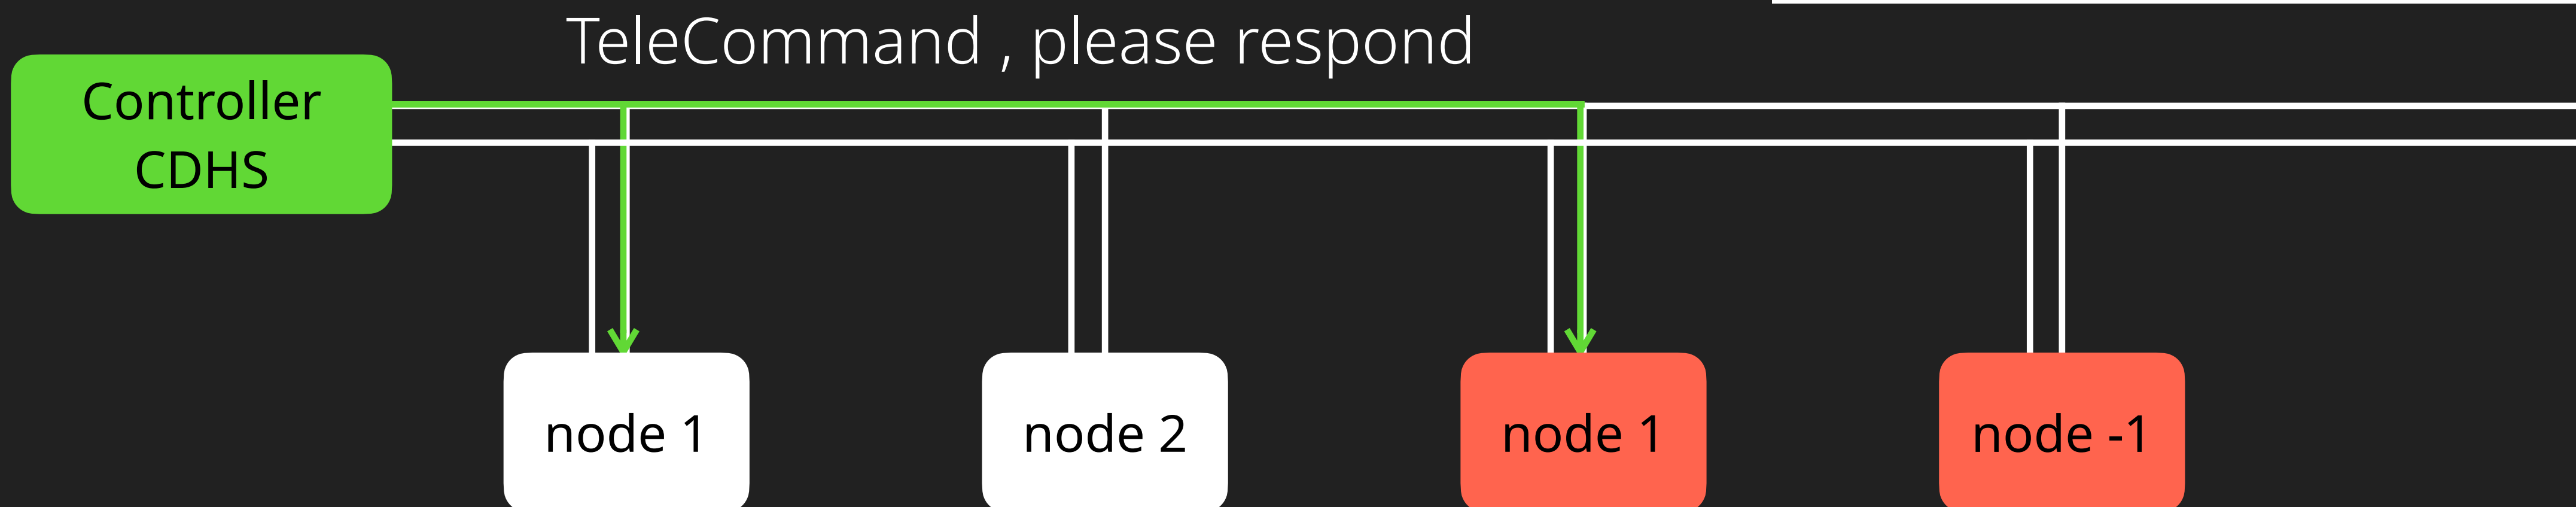 TeleCommand , please respond
Controller
CDHS
node 1
node 2
node 1
node -1